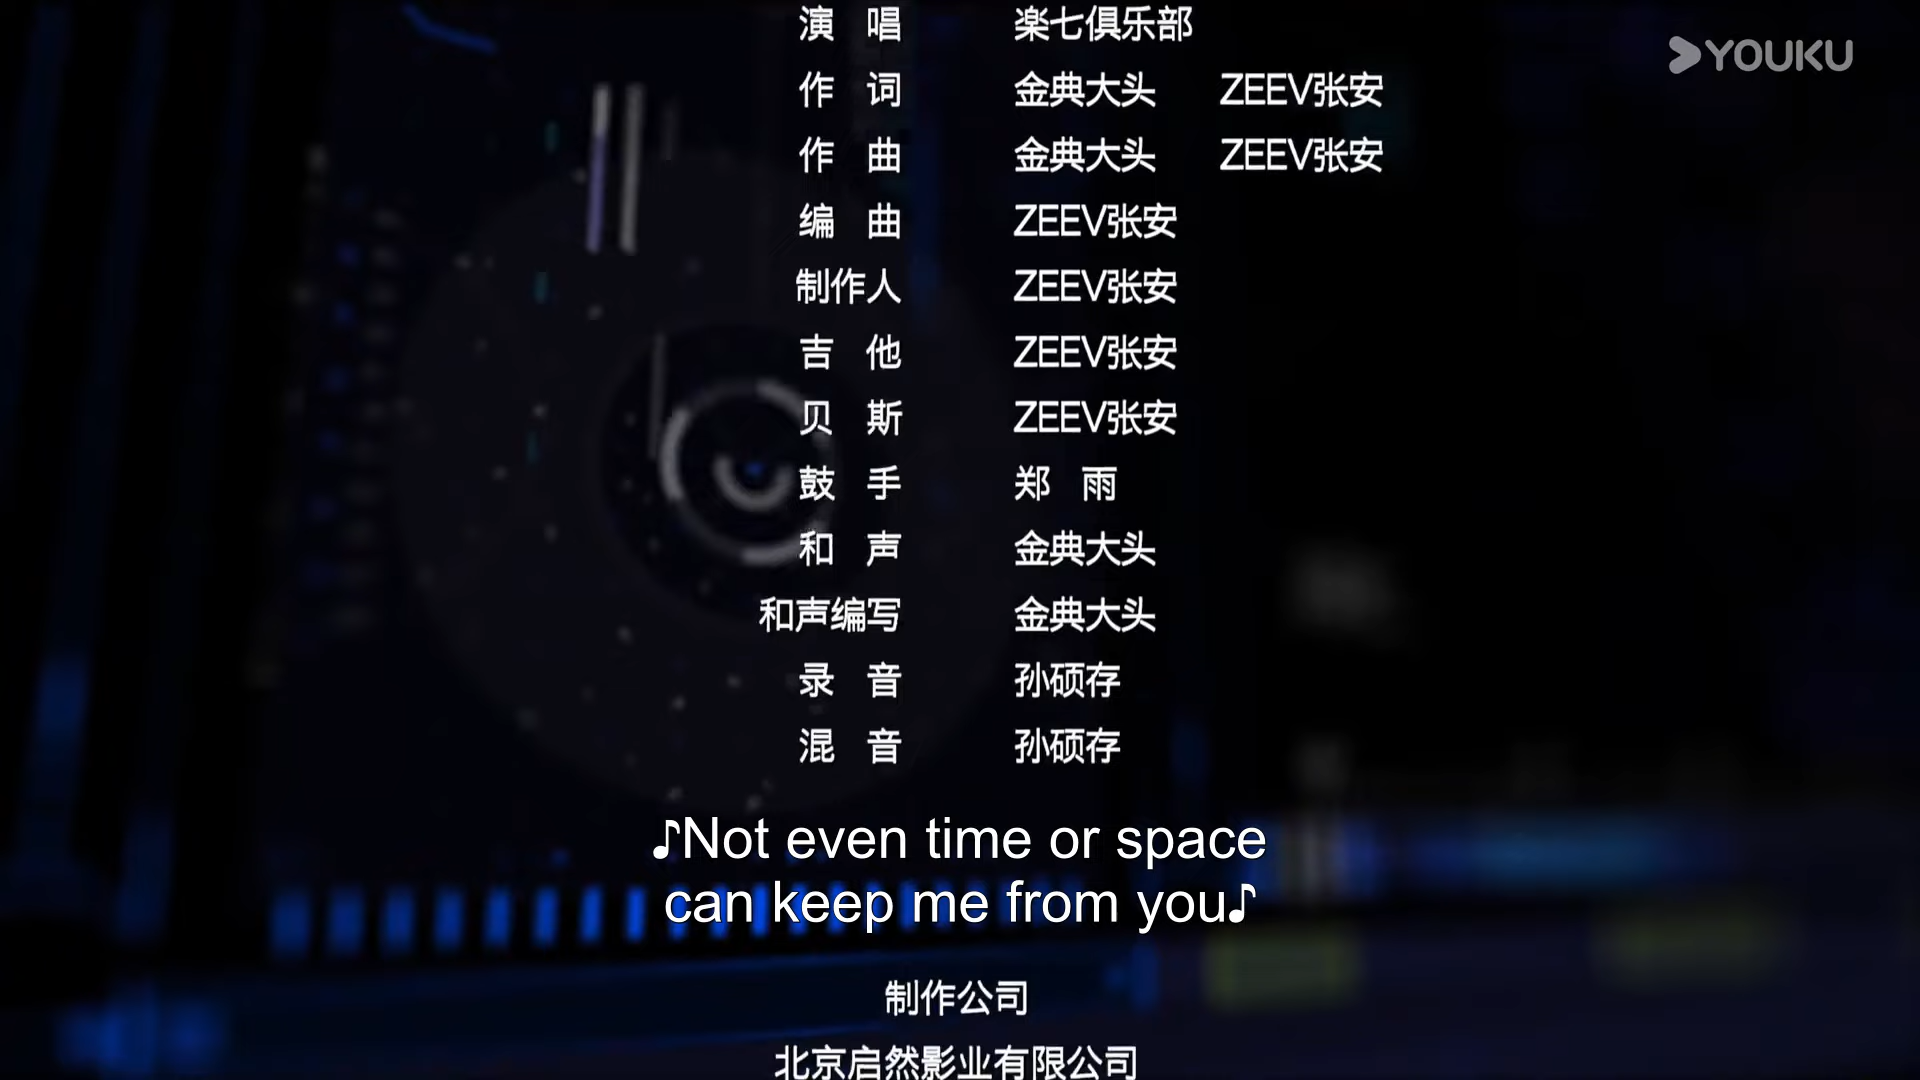 演 唱 楽七俱乐部
YOUKU
作 词 金典大头 ZEEV张安
作 曲 金典大头 ZEEV张安
编 曲 ZEEV张安
制作人 ZEEV张安
吉 他 ZEEV张安
贝 斯 ZEEV张安
鼓 手 郑 雨
和 声 金典大头
和声编写 金典大头
录 音 孙硕存
混 音 孙硕存
♪Not even time or space
can keep me from you♪
制作公司
北京启然影业有限公司